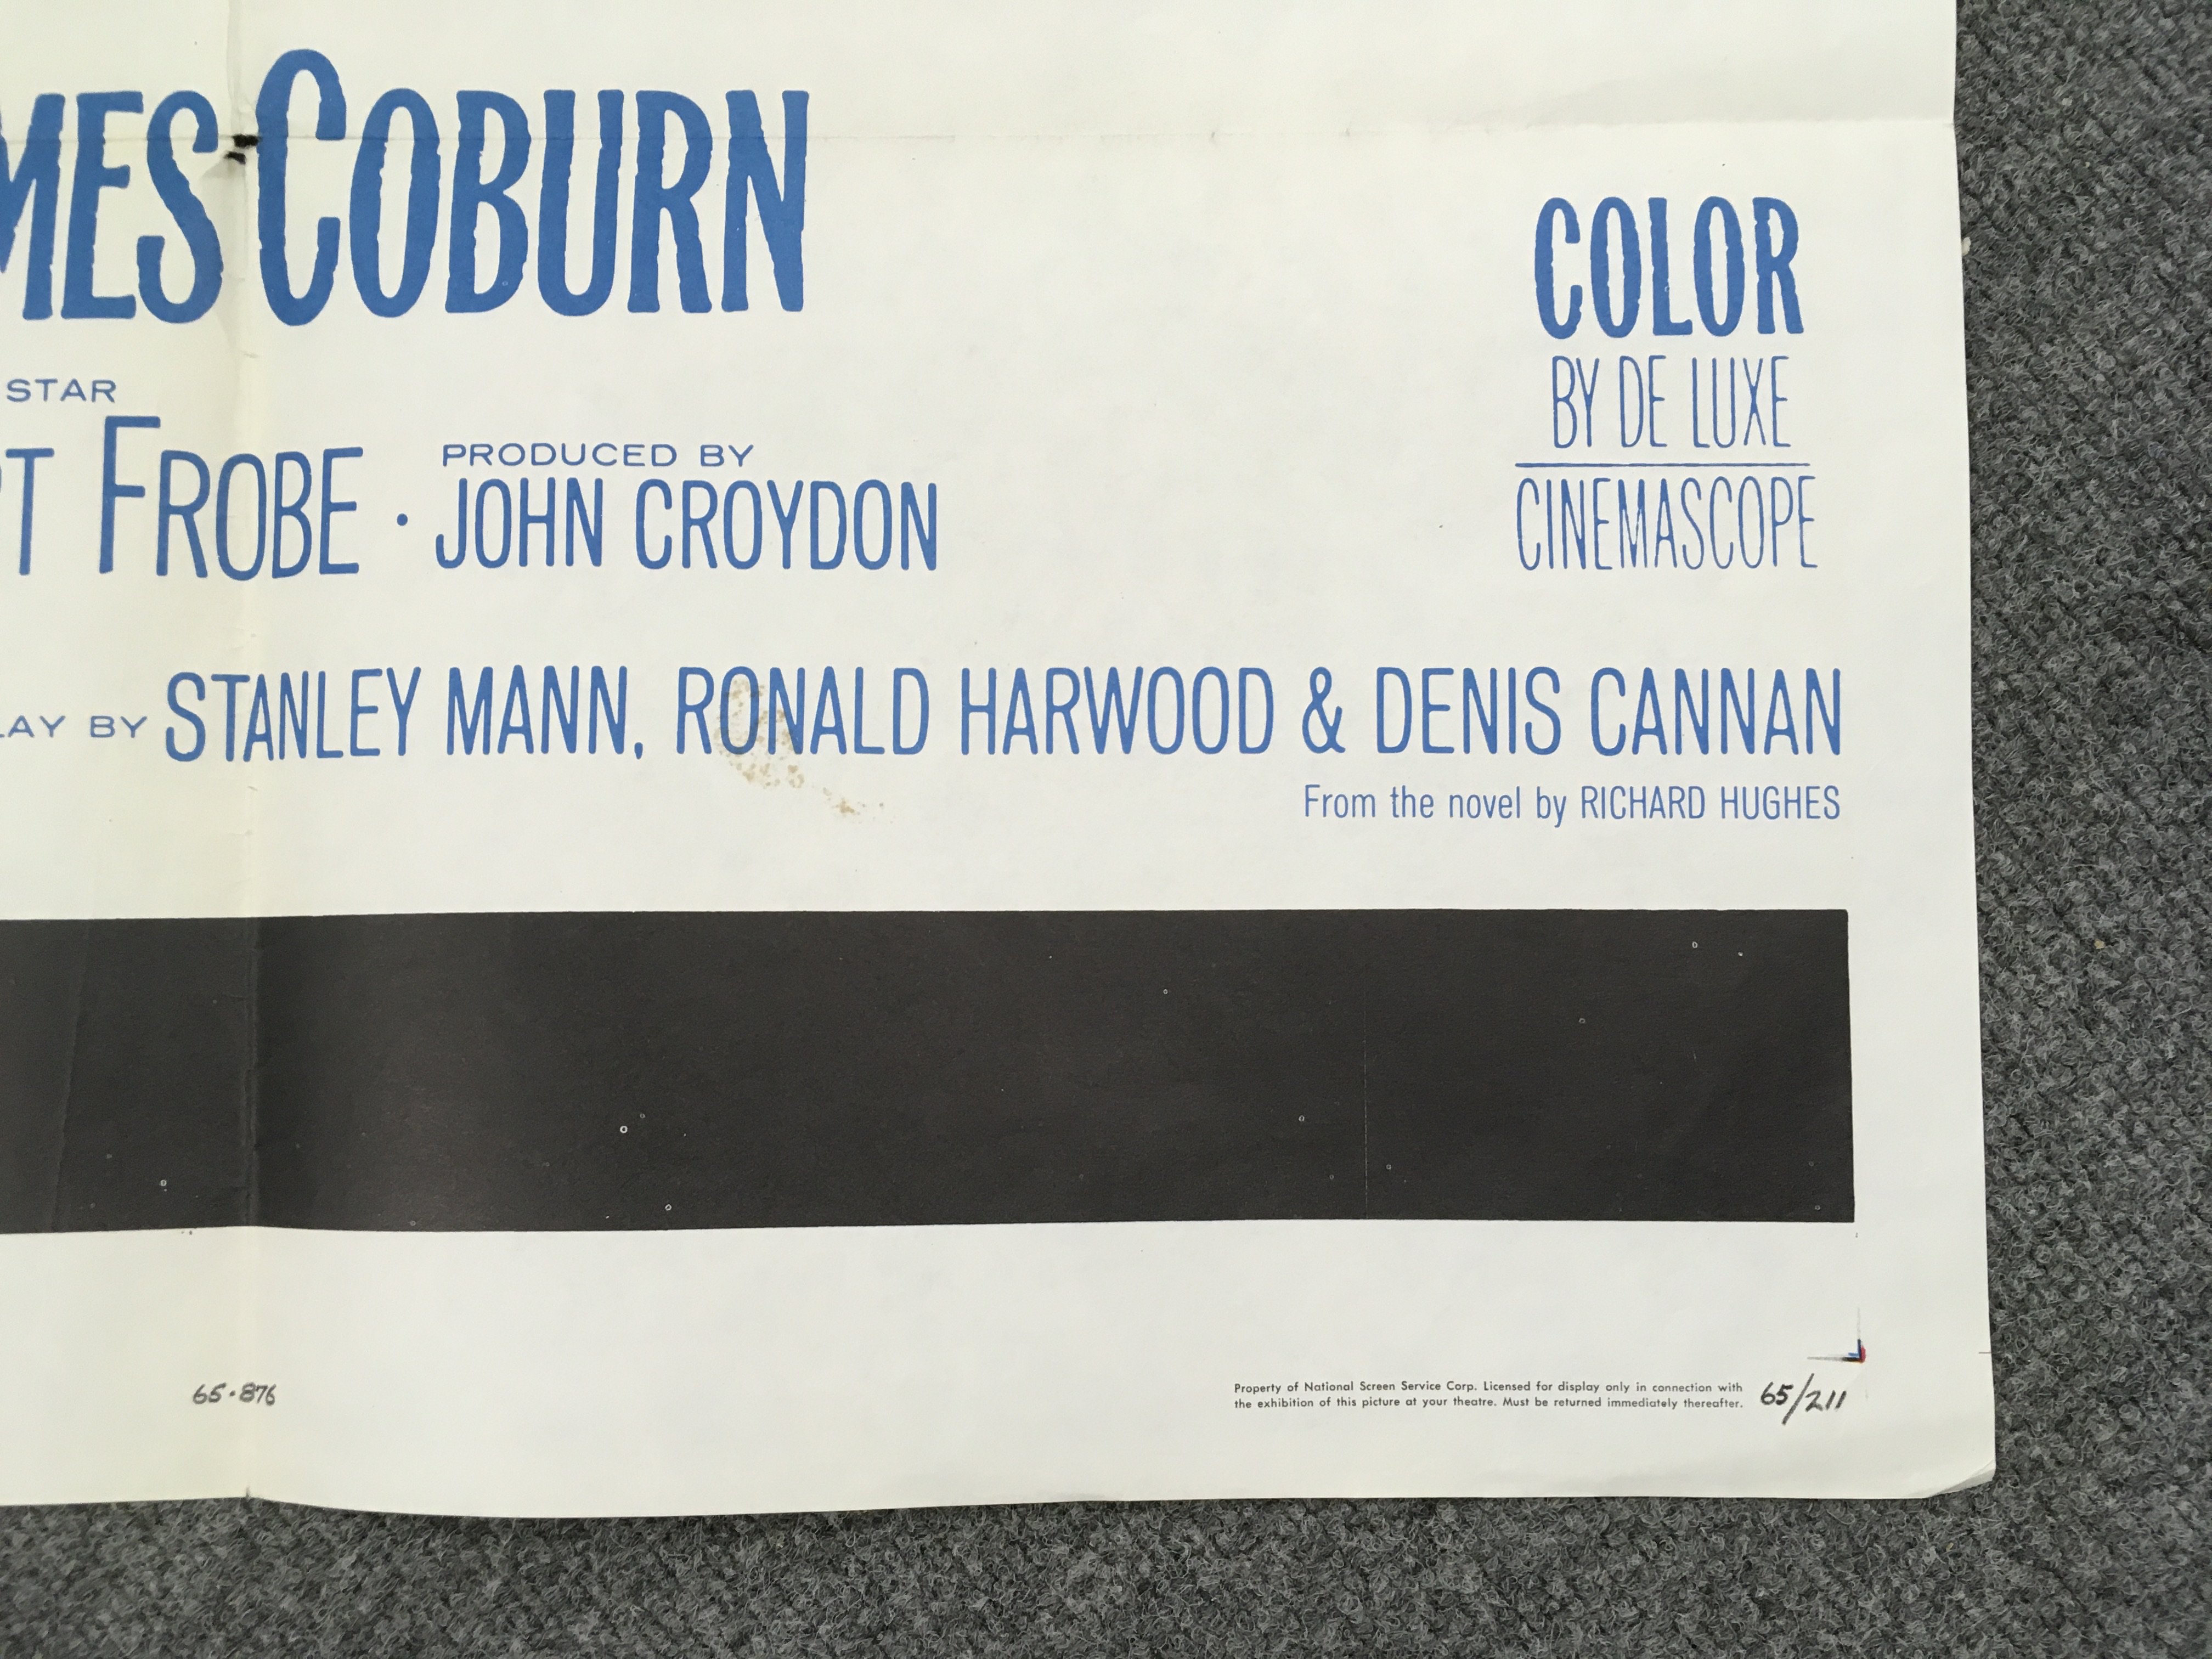 MES COBURN
COLOR
BY DE LUXE
CINEMASCOPE
STAR
T FROBE · PRODUCED BY
JOHN CROYDON
LAY BY STANLEY MANN, RONALD HARWOOD & DENIS CANNAN
From the novel by RICHARD HUGHES
65·876
Property of National Screen Service Corp. Licensed for display only in connection with
the exhibition of this picture at your theatre. Must be returned immediately thereafter.
65/211